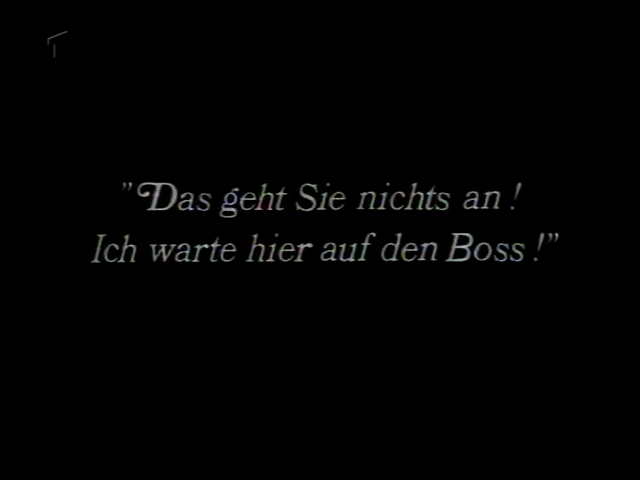 "Das geht Sie nichts an!
Ich warte hier auf den Boss!"